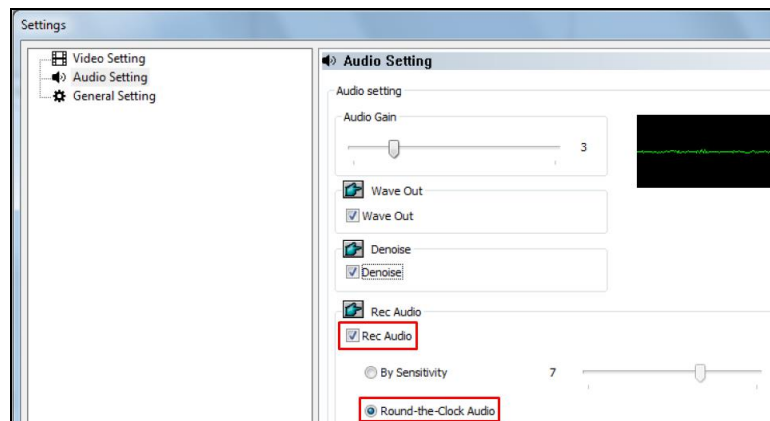 Settings
Video Setting
Audio Setting
General Setting
Audio Setting
Audio setting
Audio Gain
3
Wave Out
Wave Out
Denoise
Denoise
Rec Audio
Rec Audio
By Sensitivity 7
Round-the-Clock Audio